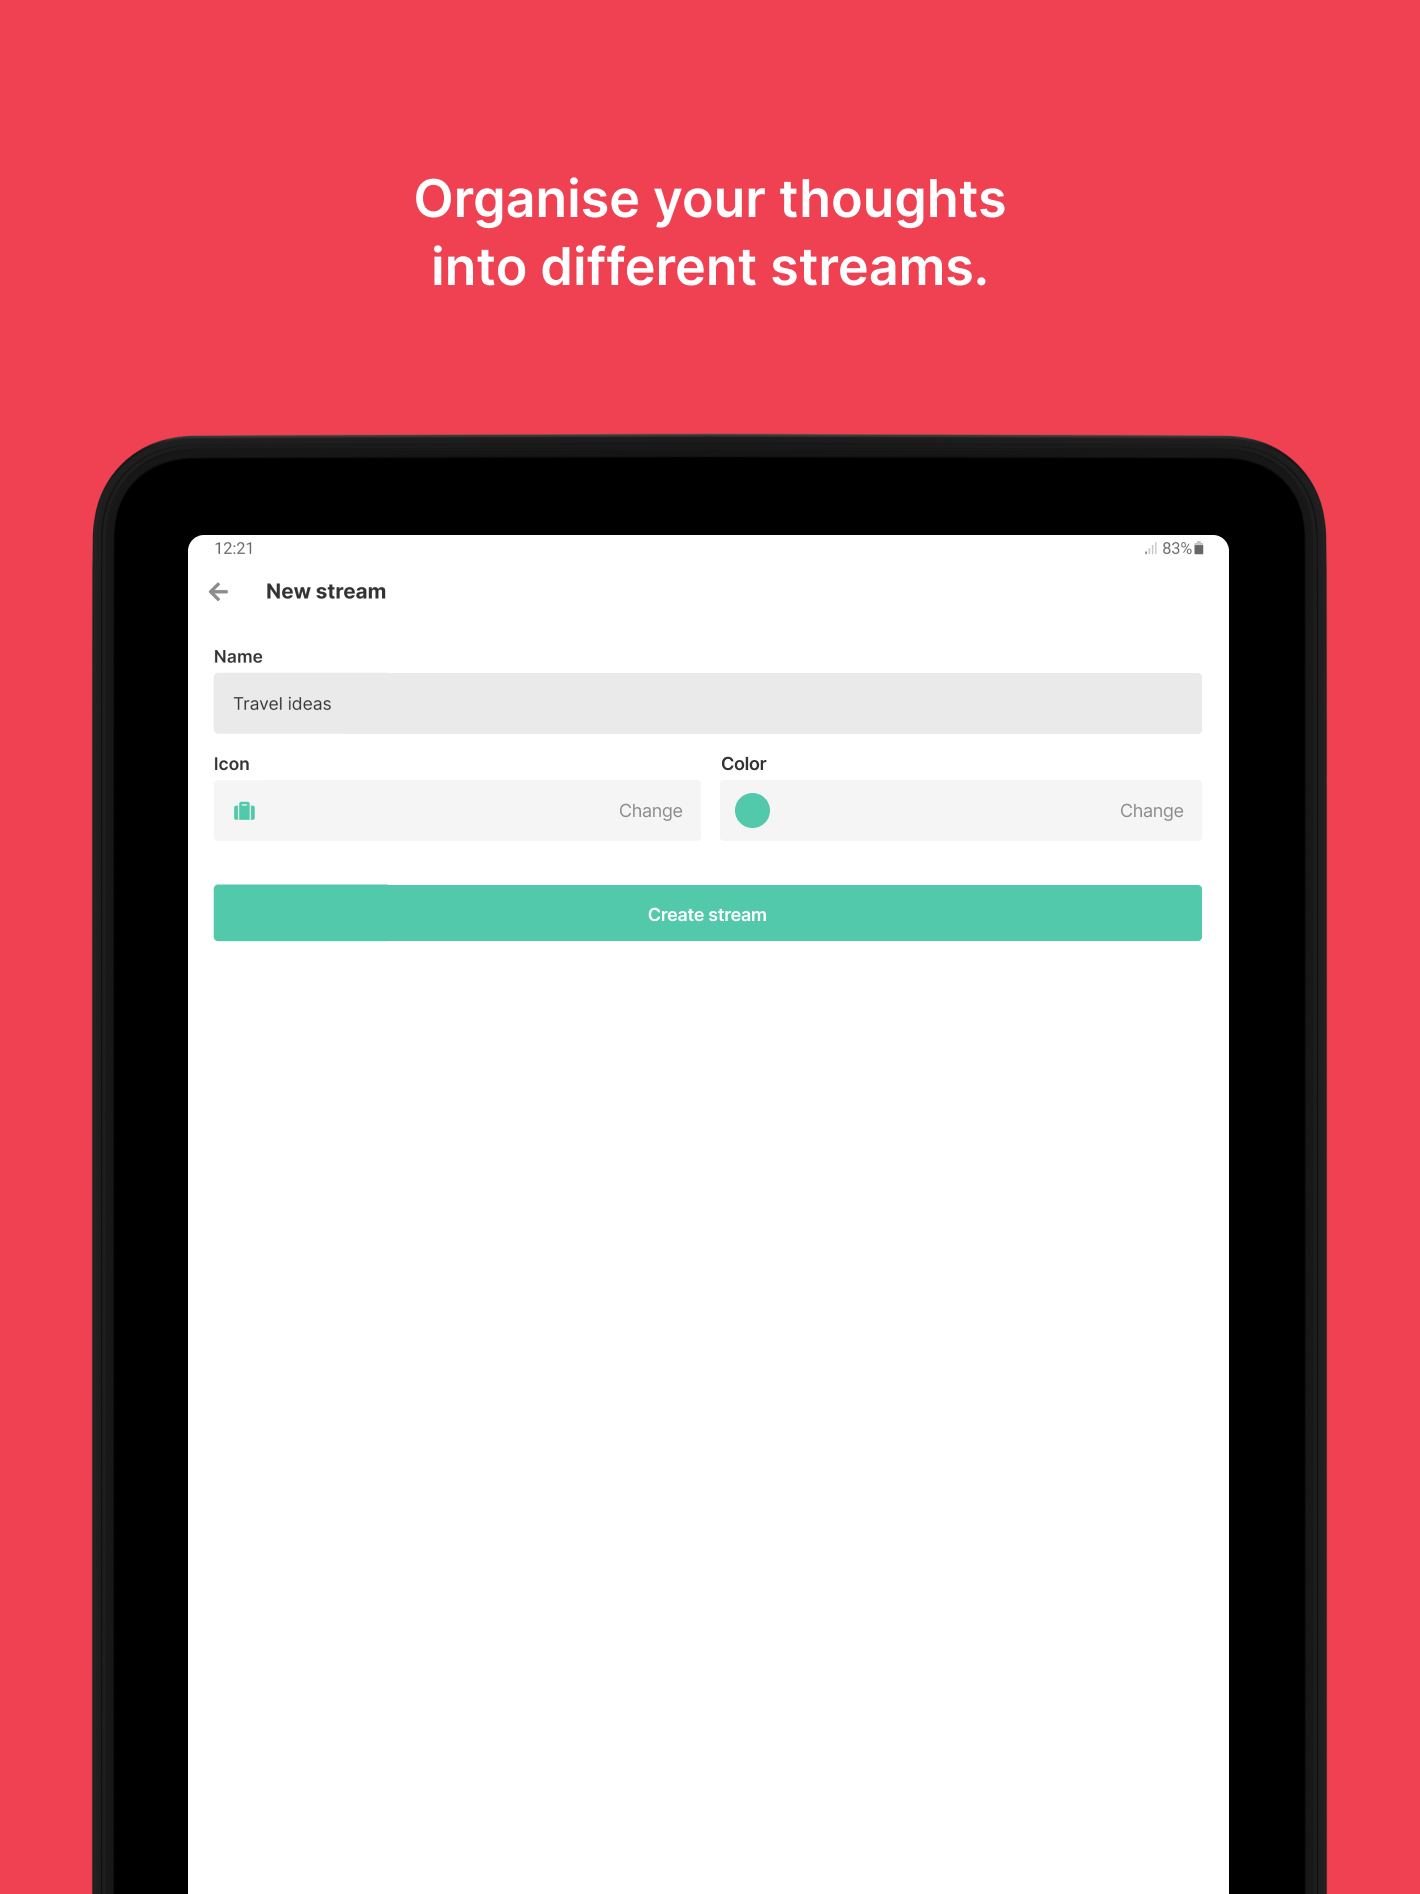 Organise your thoughts
into different streams.
12:21
83%
New stream
Name
Travel ideas
Icon
Color
Change
Change
Create stream